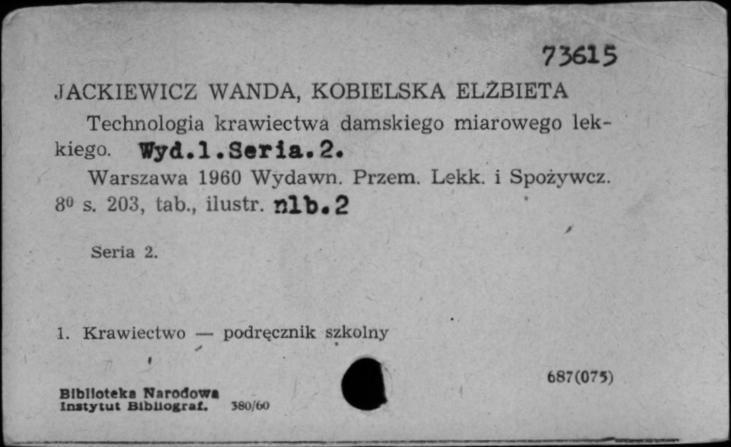 73615
JACKIEWICZ WANDA, KOBIELSKA ELŻBIETA
Technologia krawiectwa damskiego miarowego lek-
kiego. Wyd.1.Seria.2.
Warszawa 1960 Wydawn. Przem. Lekk. i Spożywcz.
8⁰ s. 203, tab., ilustr. nlb.2
Seria 2.
1. Krawiectwo — podręcznik szkolny
687(075)
Biblioteka Narodowa
Instytut Bibliograf. 380/60